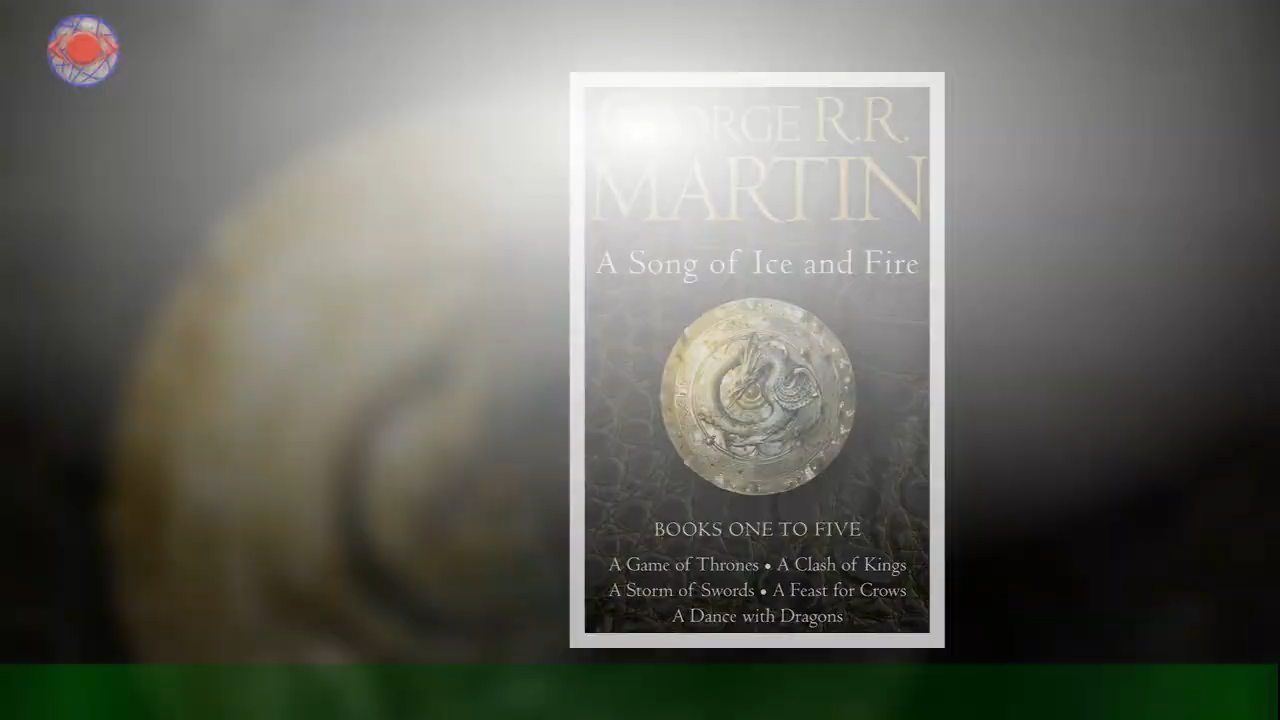 GEORGE R.R.
MARTIN
A Song of Ice and Fire
BOOKS ONE TO FIVE
A Game of Thrones • A Clash of Kings
A Storm of Swords • A Feast for Crows
A Dance with Dragons